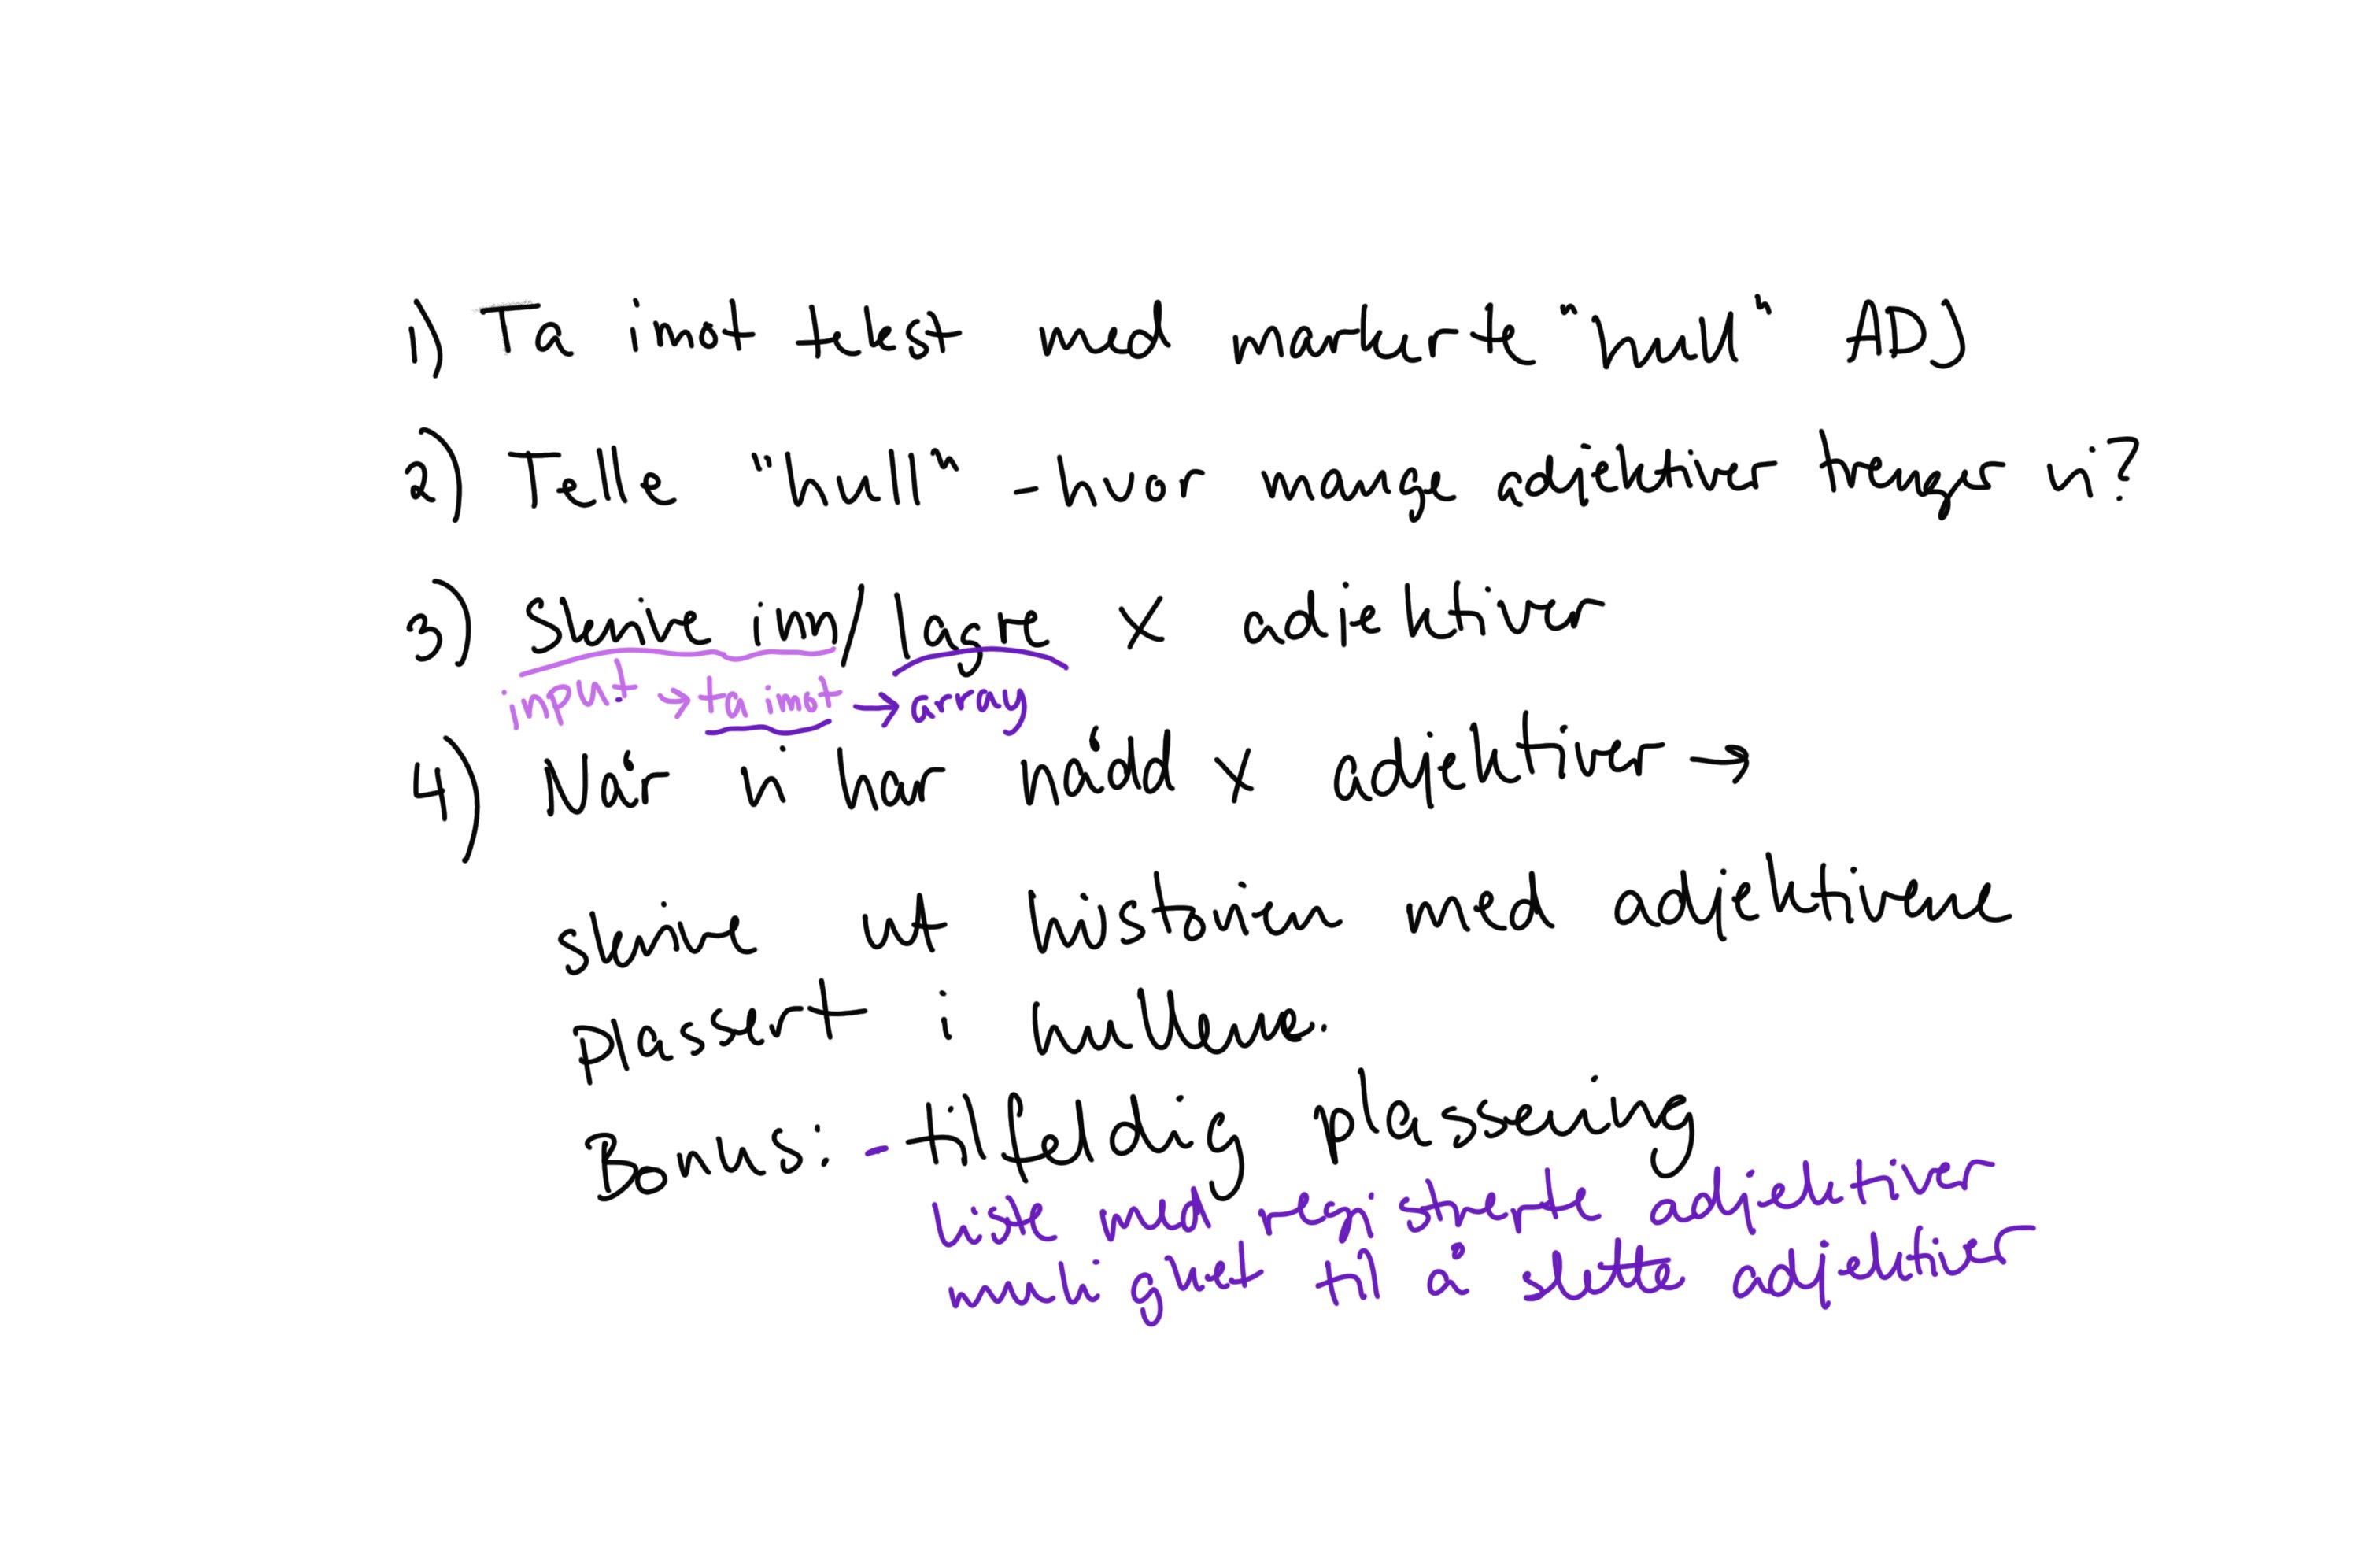 1) Ta imot tekst med markerte "hull" ADJ
2) Telle "hull" - hvor mange adjektiver trenger vi?
3) Skrive inn/lagre x adjektiver
input → ta imot → array
4) Når vi har nådd x adjektiver →
skrive ut historien med adjektivene
plassert i hullene.
Bonus: - tilfeldig plassering
liste med registrerte adjektiver
mulighet til å slette adjektiver